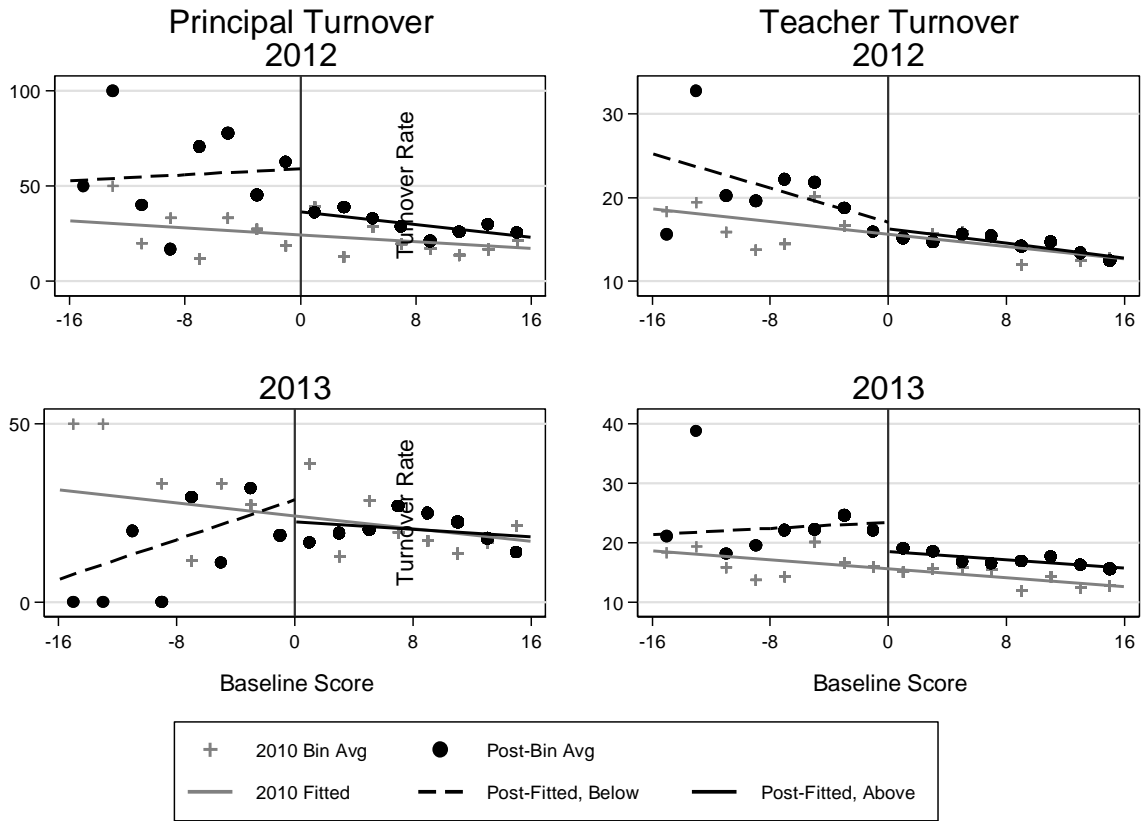 Principal Turnover
2012
Teacher Turnover
2012
100
50
0
-16 -8 0 8 16
Turnover Rate
30
20
10
-16 -8 0 8 16
2013
2013
50
0
-16 -8 0 8 16
Baseline Score
Turnover Rate
40
30
20
10
-16 -8 0 8 16
Baseline Score
2010 Bin Avg
Post-Bin Avg
2010 Fitted
Post-Fitted, Below
Post-Fitted, Above